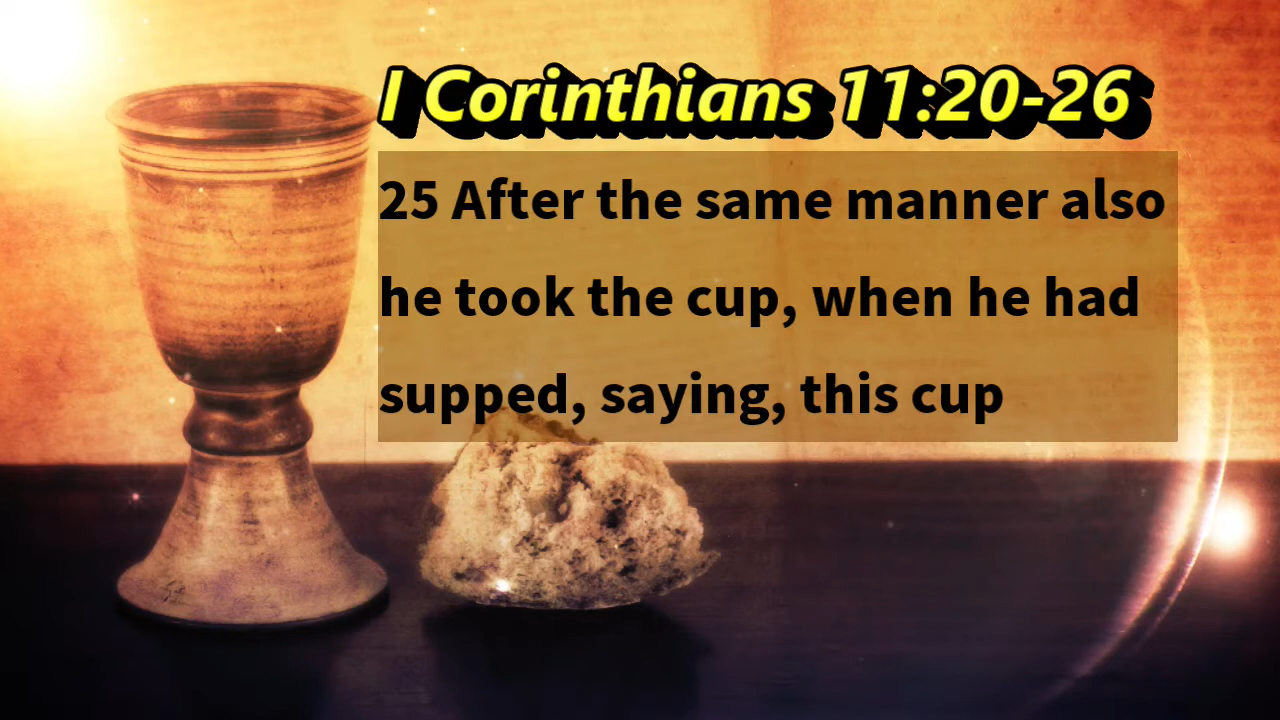 I Corinthians 11:20-26
25 After the same manner also
he took the cup, when he had
supped, saying, this cup